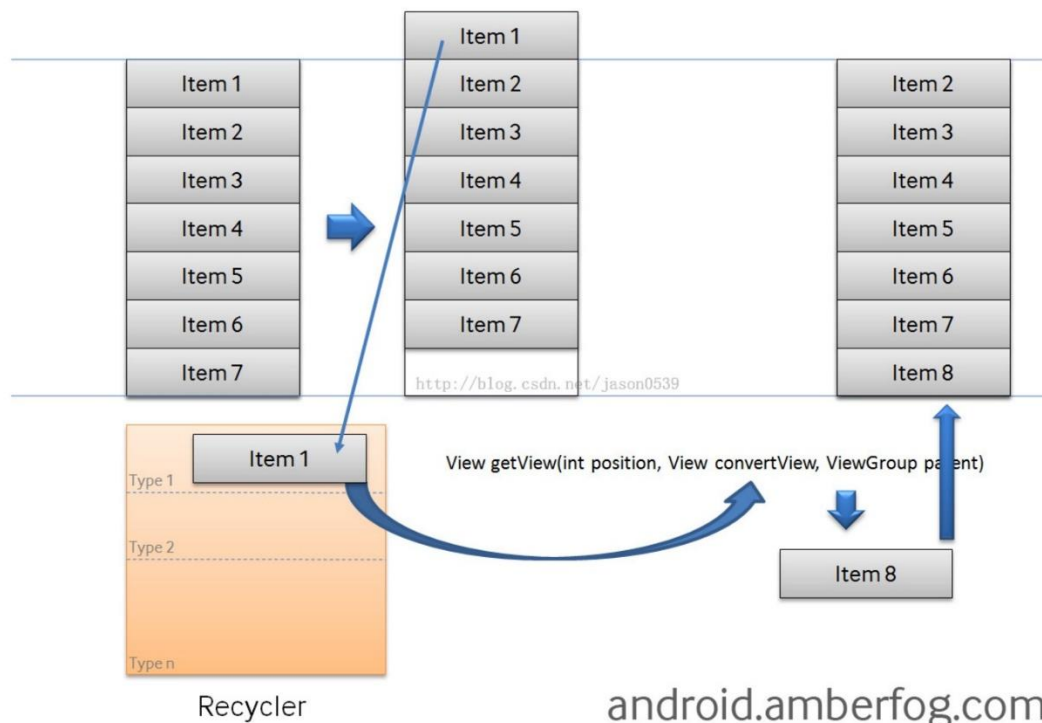 Item 1
Item 2
Item 3
Item 4
Item 5
Item 6
Item 7
Item 1
Item 2
Item 3
Item 4
Item 5
Item 6
Item 7
http://blog.csdn.net/jason0539
Item 2
Item 3
Item 4
Item 5
Item 6
Item 7
Item 8
Item 1
Type 1
Type 2
Type n
Recycler
View getView(int position, View convertView, ViewGroup parent)
Item 8
android.amberfog.com